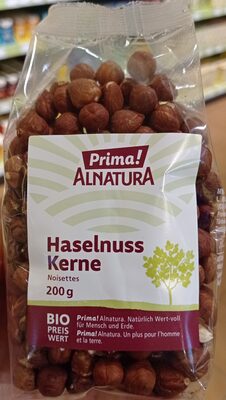 Prima!
ALNATURA
Haselnuss
Kerne
Noisettes
200 g
BIO
PREIS
WERT
Prima! Alnatura. Natürlich Wert-voll
für Mensch und Erde.
Prima! Alnatura. Un plus pour l'homme
et la terre.